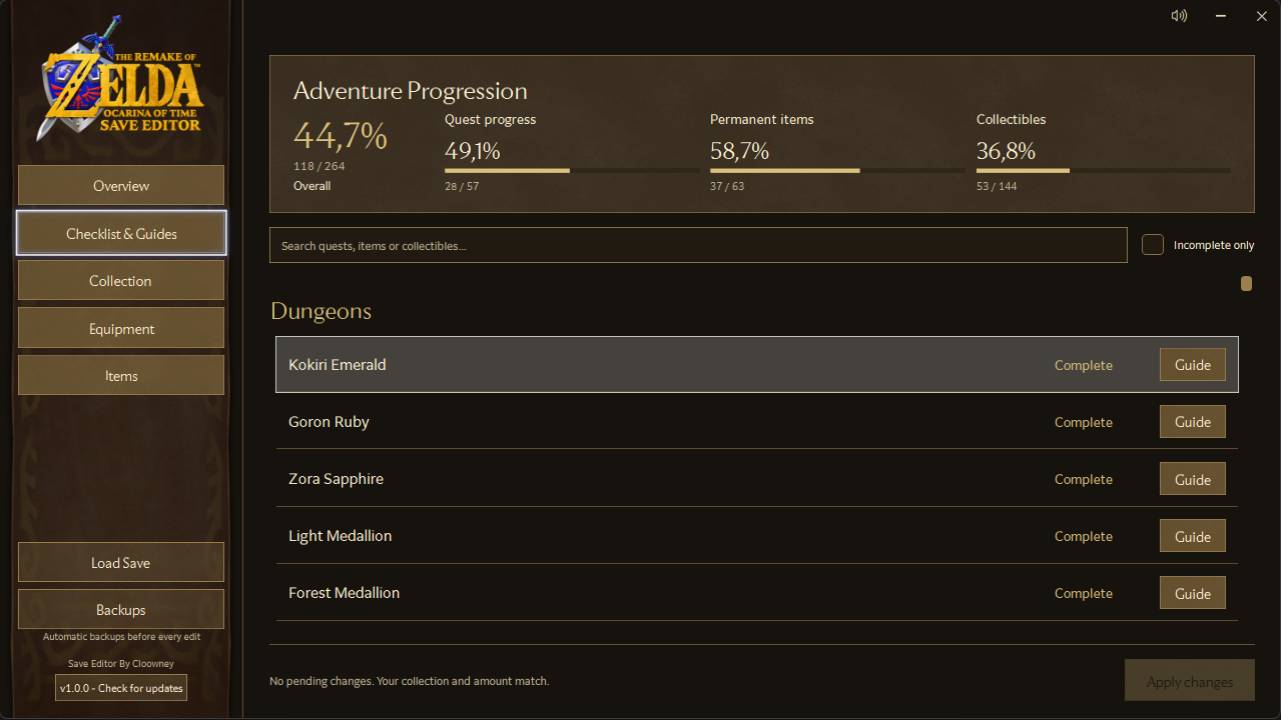 THE REMAKE OF
ZELDA™
OCARINA OF TIME
SAVE EDITOR
Overview
Checklist & Guides
Collection
Equipment
Items
Load Save
Backups
Automatic backups before every edit
Save Editor By Cloowney
v1.0.0 - Check for updates
Adventure Progression
44,7%
118 / 264
Overall
Quest progress
49,1%
28 / 57
Permanent items
58,7%
37 / 63
Collectibles
36,8%
53 / 144
Search quests, items or collectibles...
Incomplete only
Dungeons
Kokiri Emerald Complete Guide
Goron Ruby Complete Guide
Zora Sapphire Complete Guide
Light Medallion Complete Guide
Forest Medallion Complete Guide
No pending changes. Your collection and amount match.
Apply changes